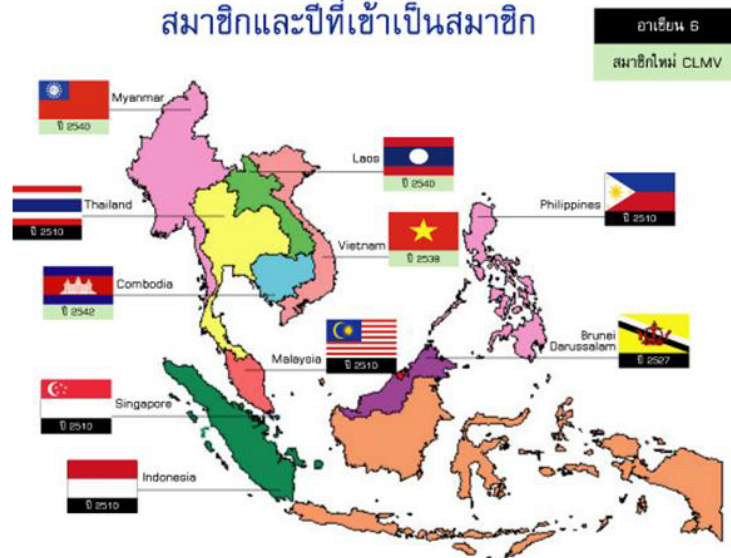 สมาชิกและปีที่เข้าเป็นสมาชิก
อาเซียน 6
สมาชิกใหม่ CLMV
Myanmar
ปี 2540
Laos
ปี 2540
Thailand
ปี 2510
Philippines
ปี 2510
Vietnam
ปี 2538
Combodia
ปี 2542
Malaysia
ปี 2510
Brunei
Darussalam
ปี 2527
Singapore
ปี 2510
Indonesia
ปี 2510